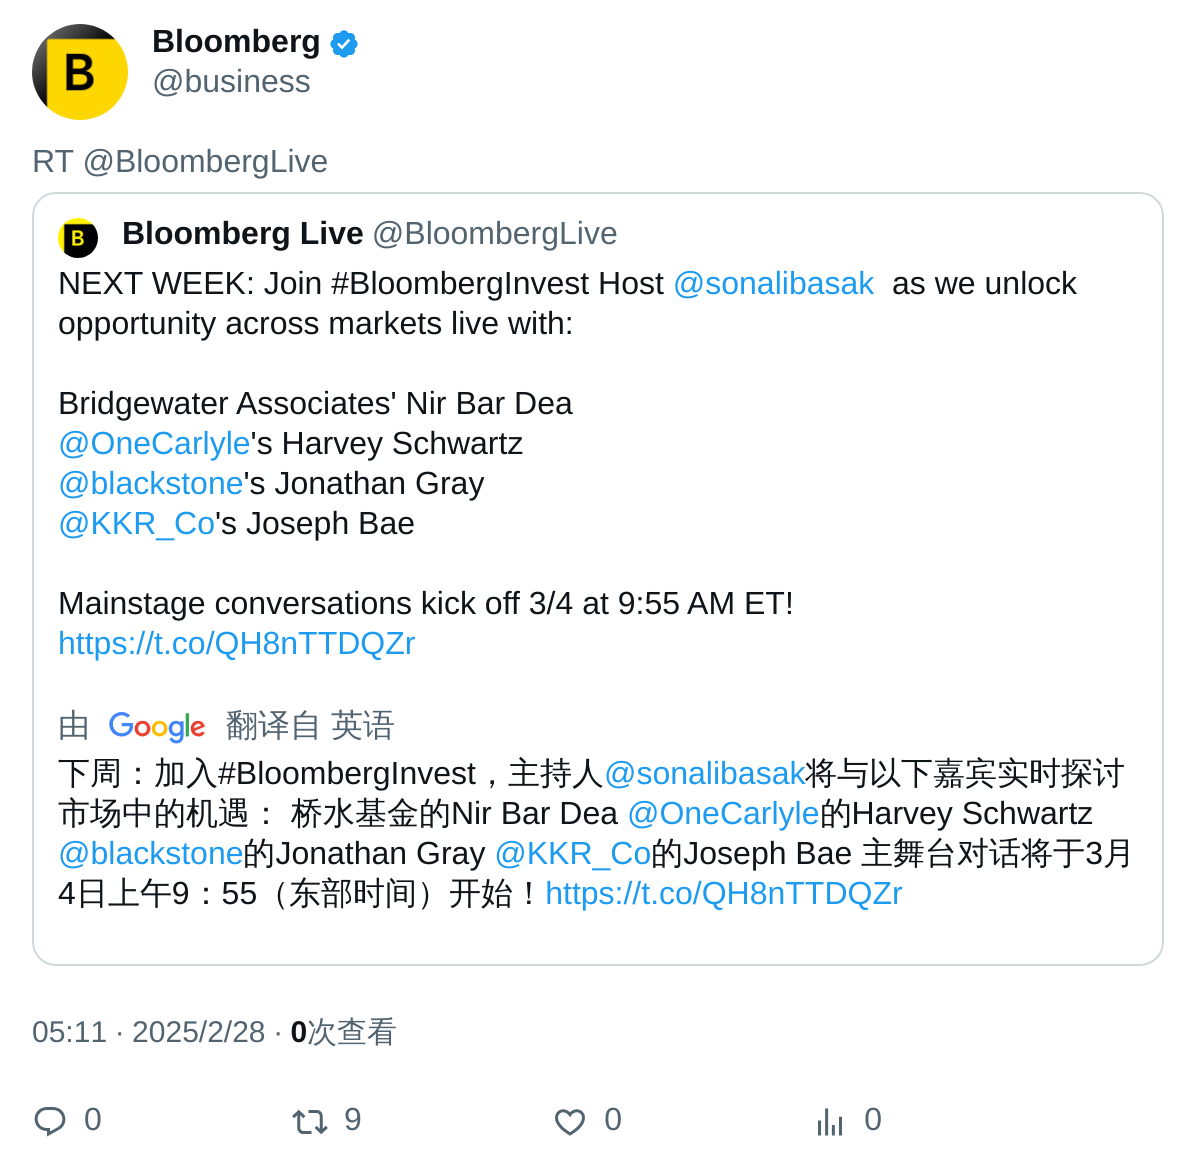 B
Bloomberg
@business
RT @BloombergLive
B
Bloomberg Live @BloombergLive
NEXT WEEK: Join #BloombergInvest Host @sonalibasak  as we unlock
opportunity across markets live with:
Bridgewater Associates' Nir Bar Dea
@OneCarlyle's Harvey Schwartz
@blackstone's Jonathan Gray
@KKR_Co's Joseph Bae
Mainstage conversations kick off 3/4 at 9:55 AM ET!
https://t.co/QH8nTTDQZr
由 Google 翻译自 英语
下周：加入#BloombergInvest，主持人@sonalibasak将与以下嘉宾实时探讨
市场中的机遇： 桥水基金的Nir Bar Dea @OneCarlyle的Harvey Schwartz
@blackstone的Jonathan Gray @KKR_Co的Joseph Bae 主舞台对话将于3月
4日上午9：55（东部时间）开始！https://t.co/QH8nTTDQZr
05:11 · 2025/2/28 · 0次查看
0 9 0 0